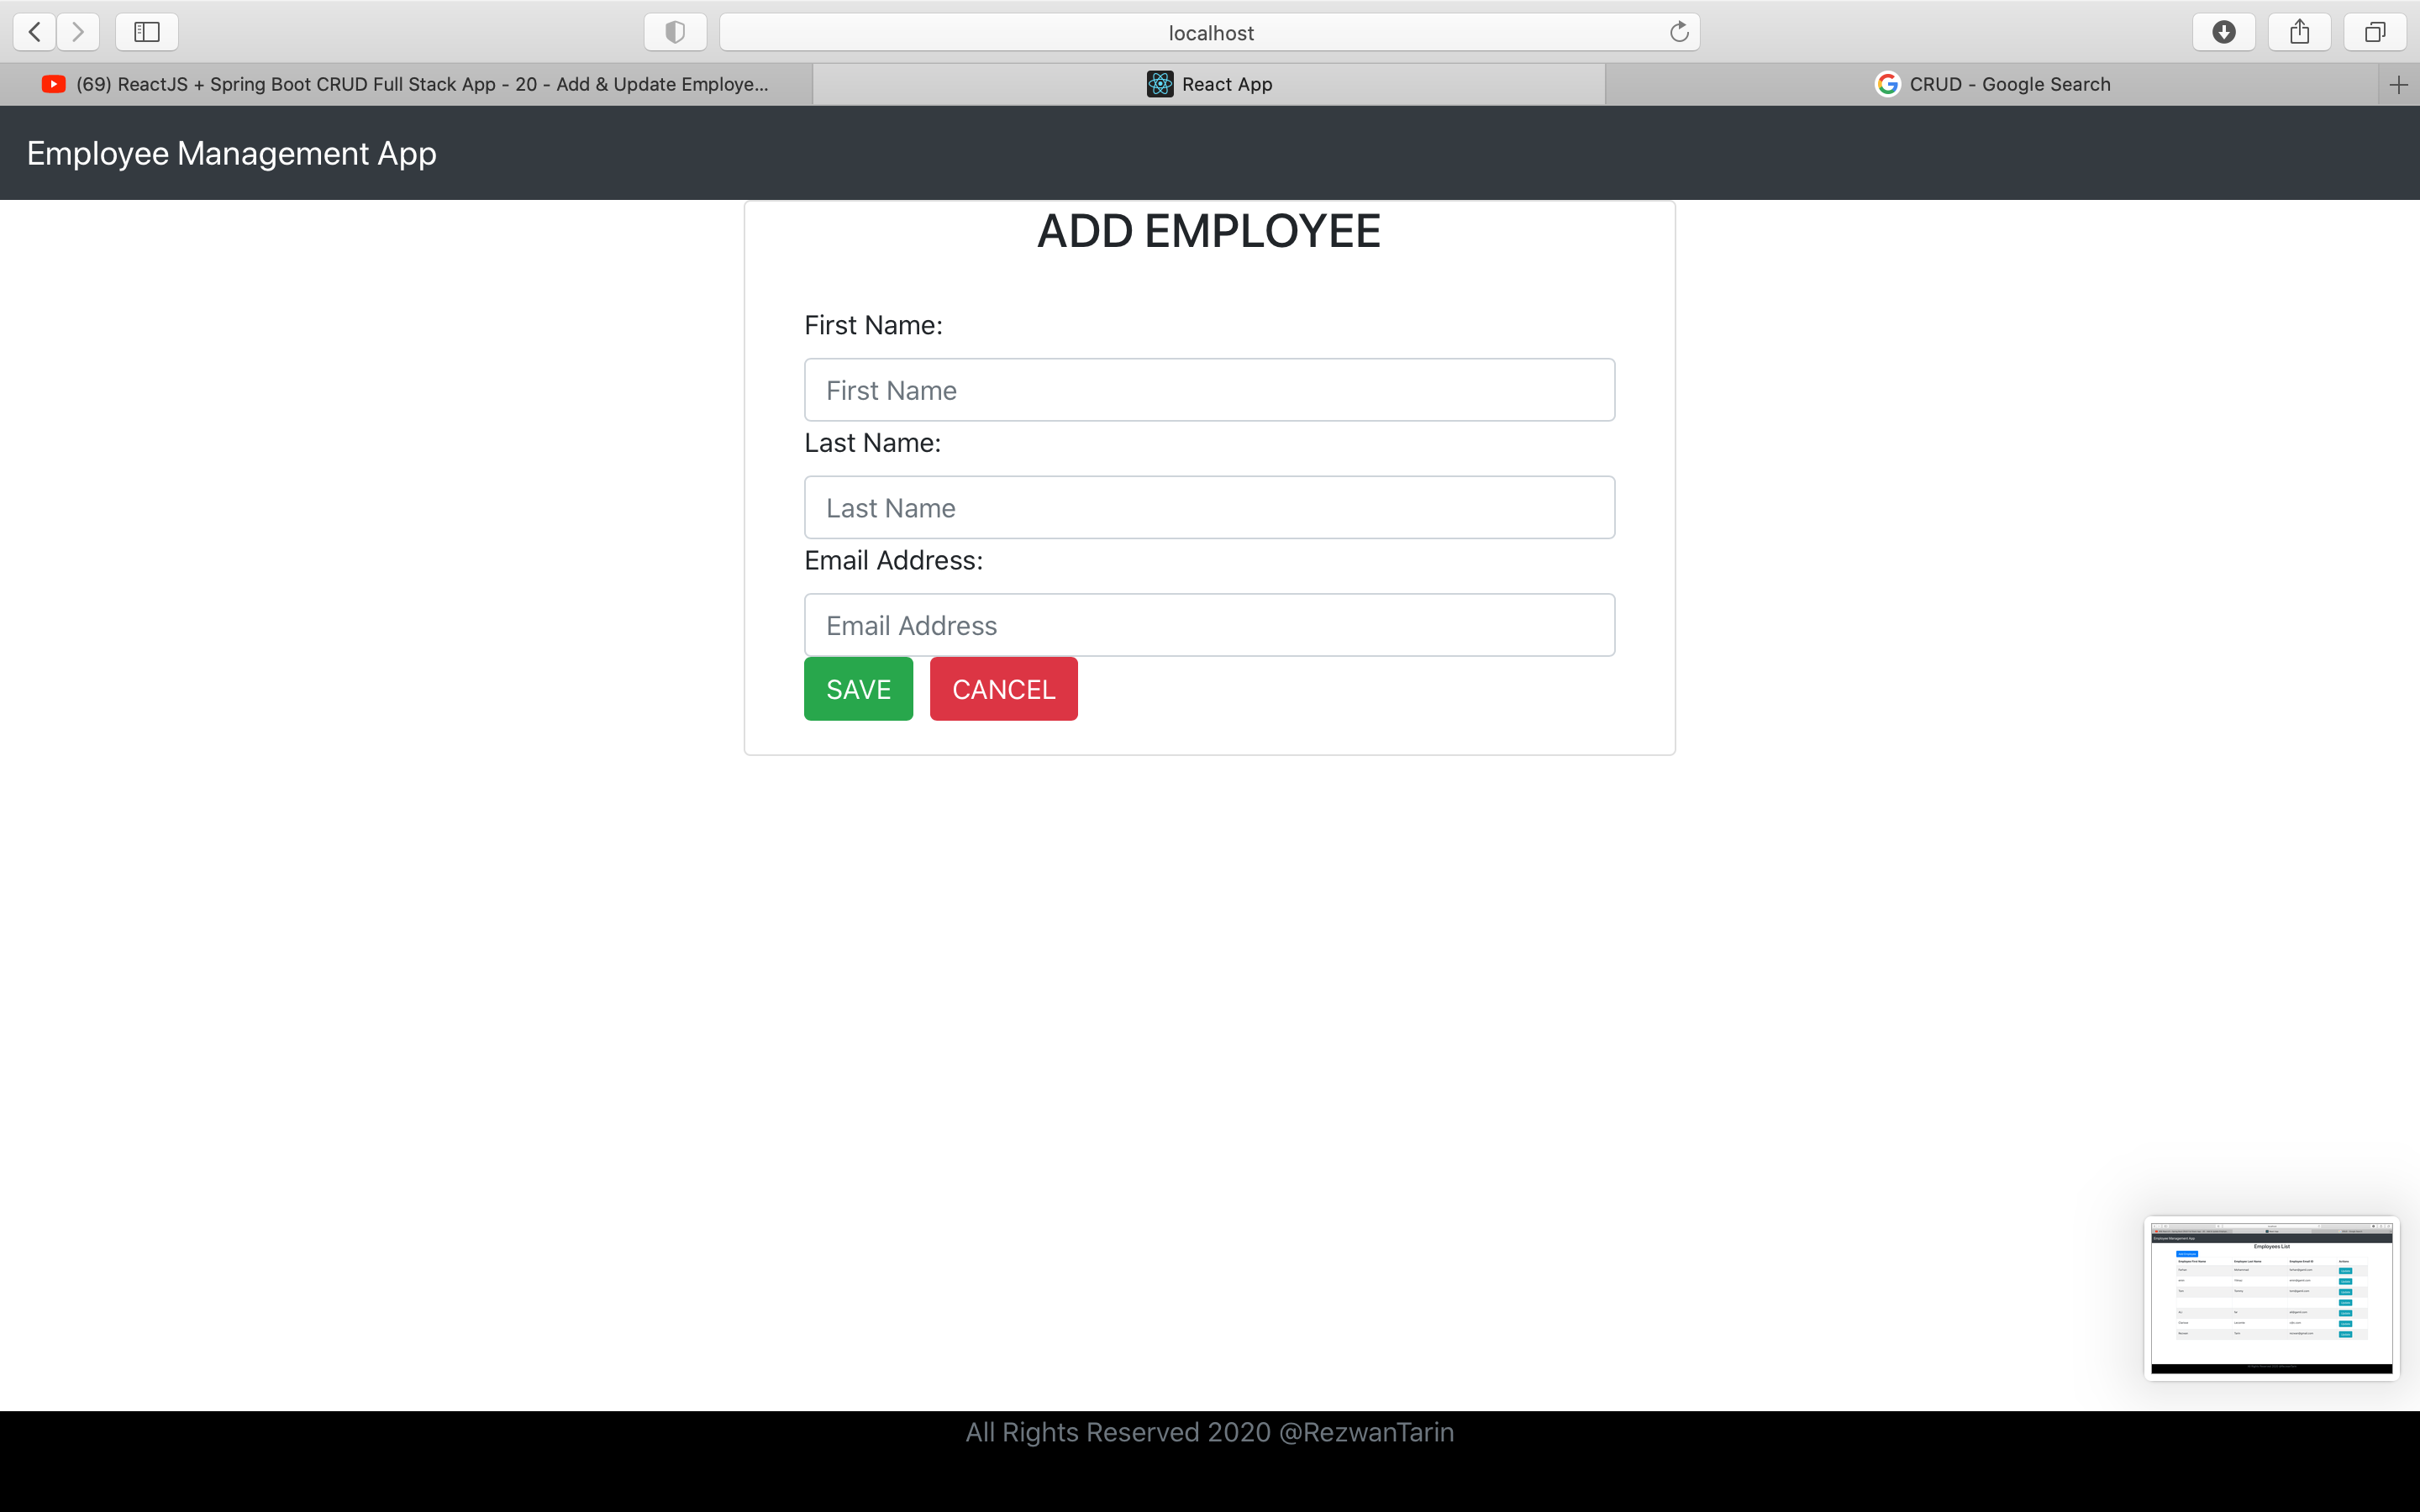 localhost
(69) ReactJS + Spring Boot CRUD Full Stack App - 20 - Add & Update Employe...
React App
CRUD - Google Search
Employee Management App
ADD EMPLOYEE
First Name:
First Name
Last Name:
Last Name
Email Address:
Email Address
SAVE CANCEL
Employees List
All Rights Reserved 2020 @RezwanTarin